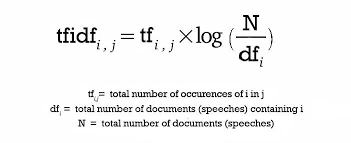 tfidf_{i,j} = tf_{i,j} × log (N/df_i)
tf_{i,j} = total number of occurences of i in j
df_i = total number of documents (speeches) containing i
N = total number of documents (speeches)